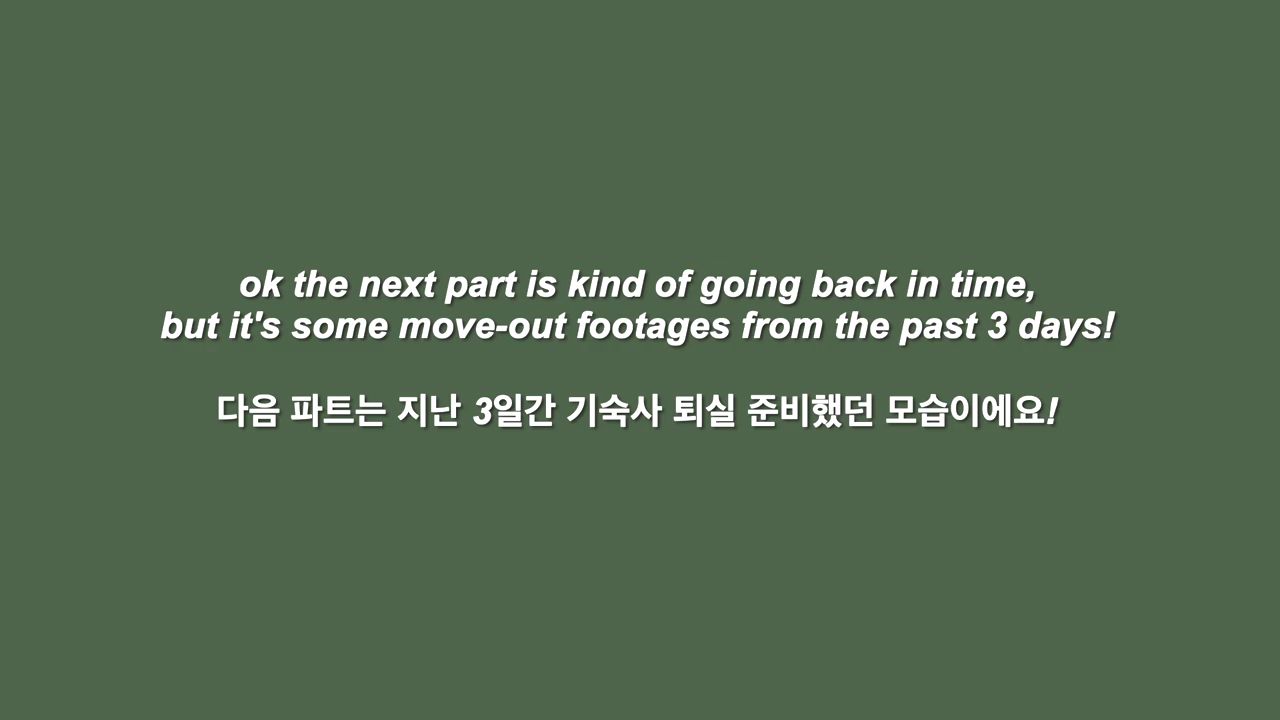 ok the next part is kind of going back in time,
but it's some move-out footages from the past 3 days!
다음 파트는 지난 3일간 기숙사 퇴실 준비했던 모습이에요!